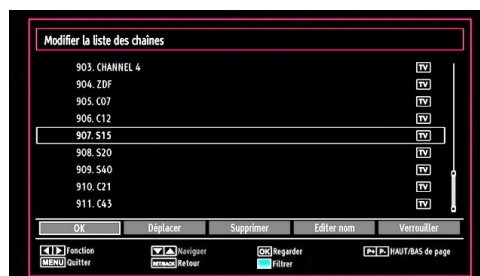 Modifier la liste des chaînes
903. CHANNEL 4 TV
904. ZDF TV
905. C07 TV
906. C12 TV
907. S15 TV
908. S20 TV
909. S40 TV
910. C21 TV
911. C43 TV
OK Déplacer Supprimer Editer nom Verrouiller
Fonction Naviguer OK Regarder P+ P- HAUT/BAS de page
MENU Quitter RET/BACK Retour Filtrer